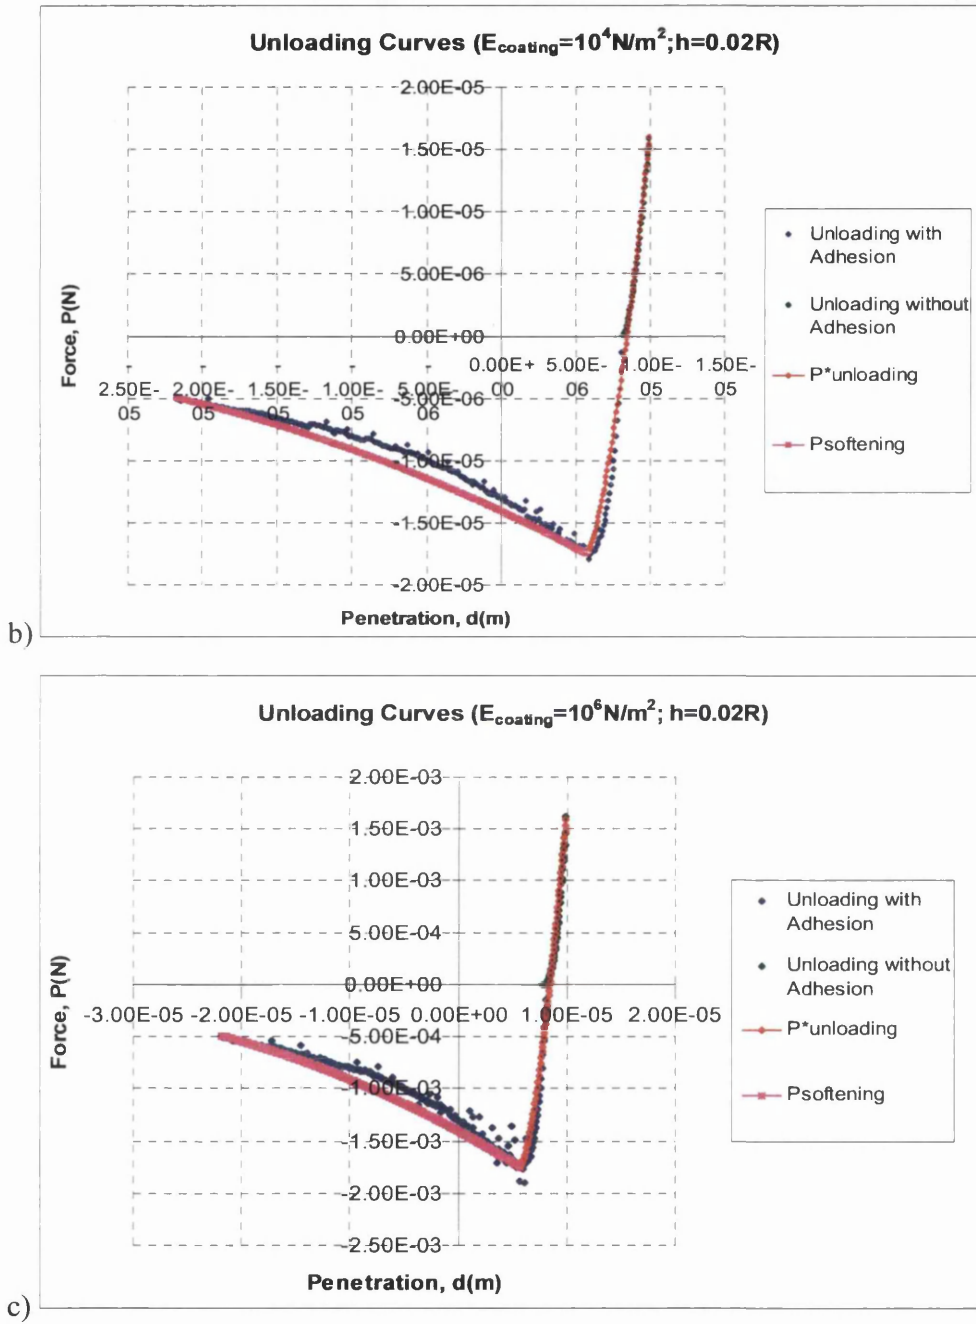 Unloading Curves (Ecoating=10⁴N/m²;h=0.02R)
2.00E-05
1.50E-05
1.00E-05
5.00E-06
0.00E+00
-5.00E-06
-1.00E-05
-1.50E-05
-2.00E-05
- - - - - 0.00E+ 5.00E- 1.00E- 1.50E-
2.50E- 2.00E- 1.50E- 1.00E- 5.00E- 00 06 05 05
05 05 05 05 06
Force, P(N)
Penetration, d(m)
Unloading with
Adhesion
Unloading without
Adhesion
P*unloading
Psoftening
b)
Unloading Curves (Ecoating=10⁶N/m²; h=0.02R)
2.00E-03
1.50E-03
1.00E-03
5.00E-04
0.00E+00
-3.00E-05 -2.00E-05 -1.00E-05 0.00E+00 1.00E-05 2.00E-05
-5.00E-04
-1.00E-03
-1.50E-03
-2.00E-03
-2.50E-03
Force, P(N)
Penetration, d(m)
Unloading with
Adhesion
Unloading without
Adhesion
P*unloading
Psoftening
c)